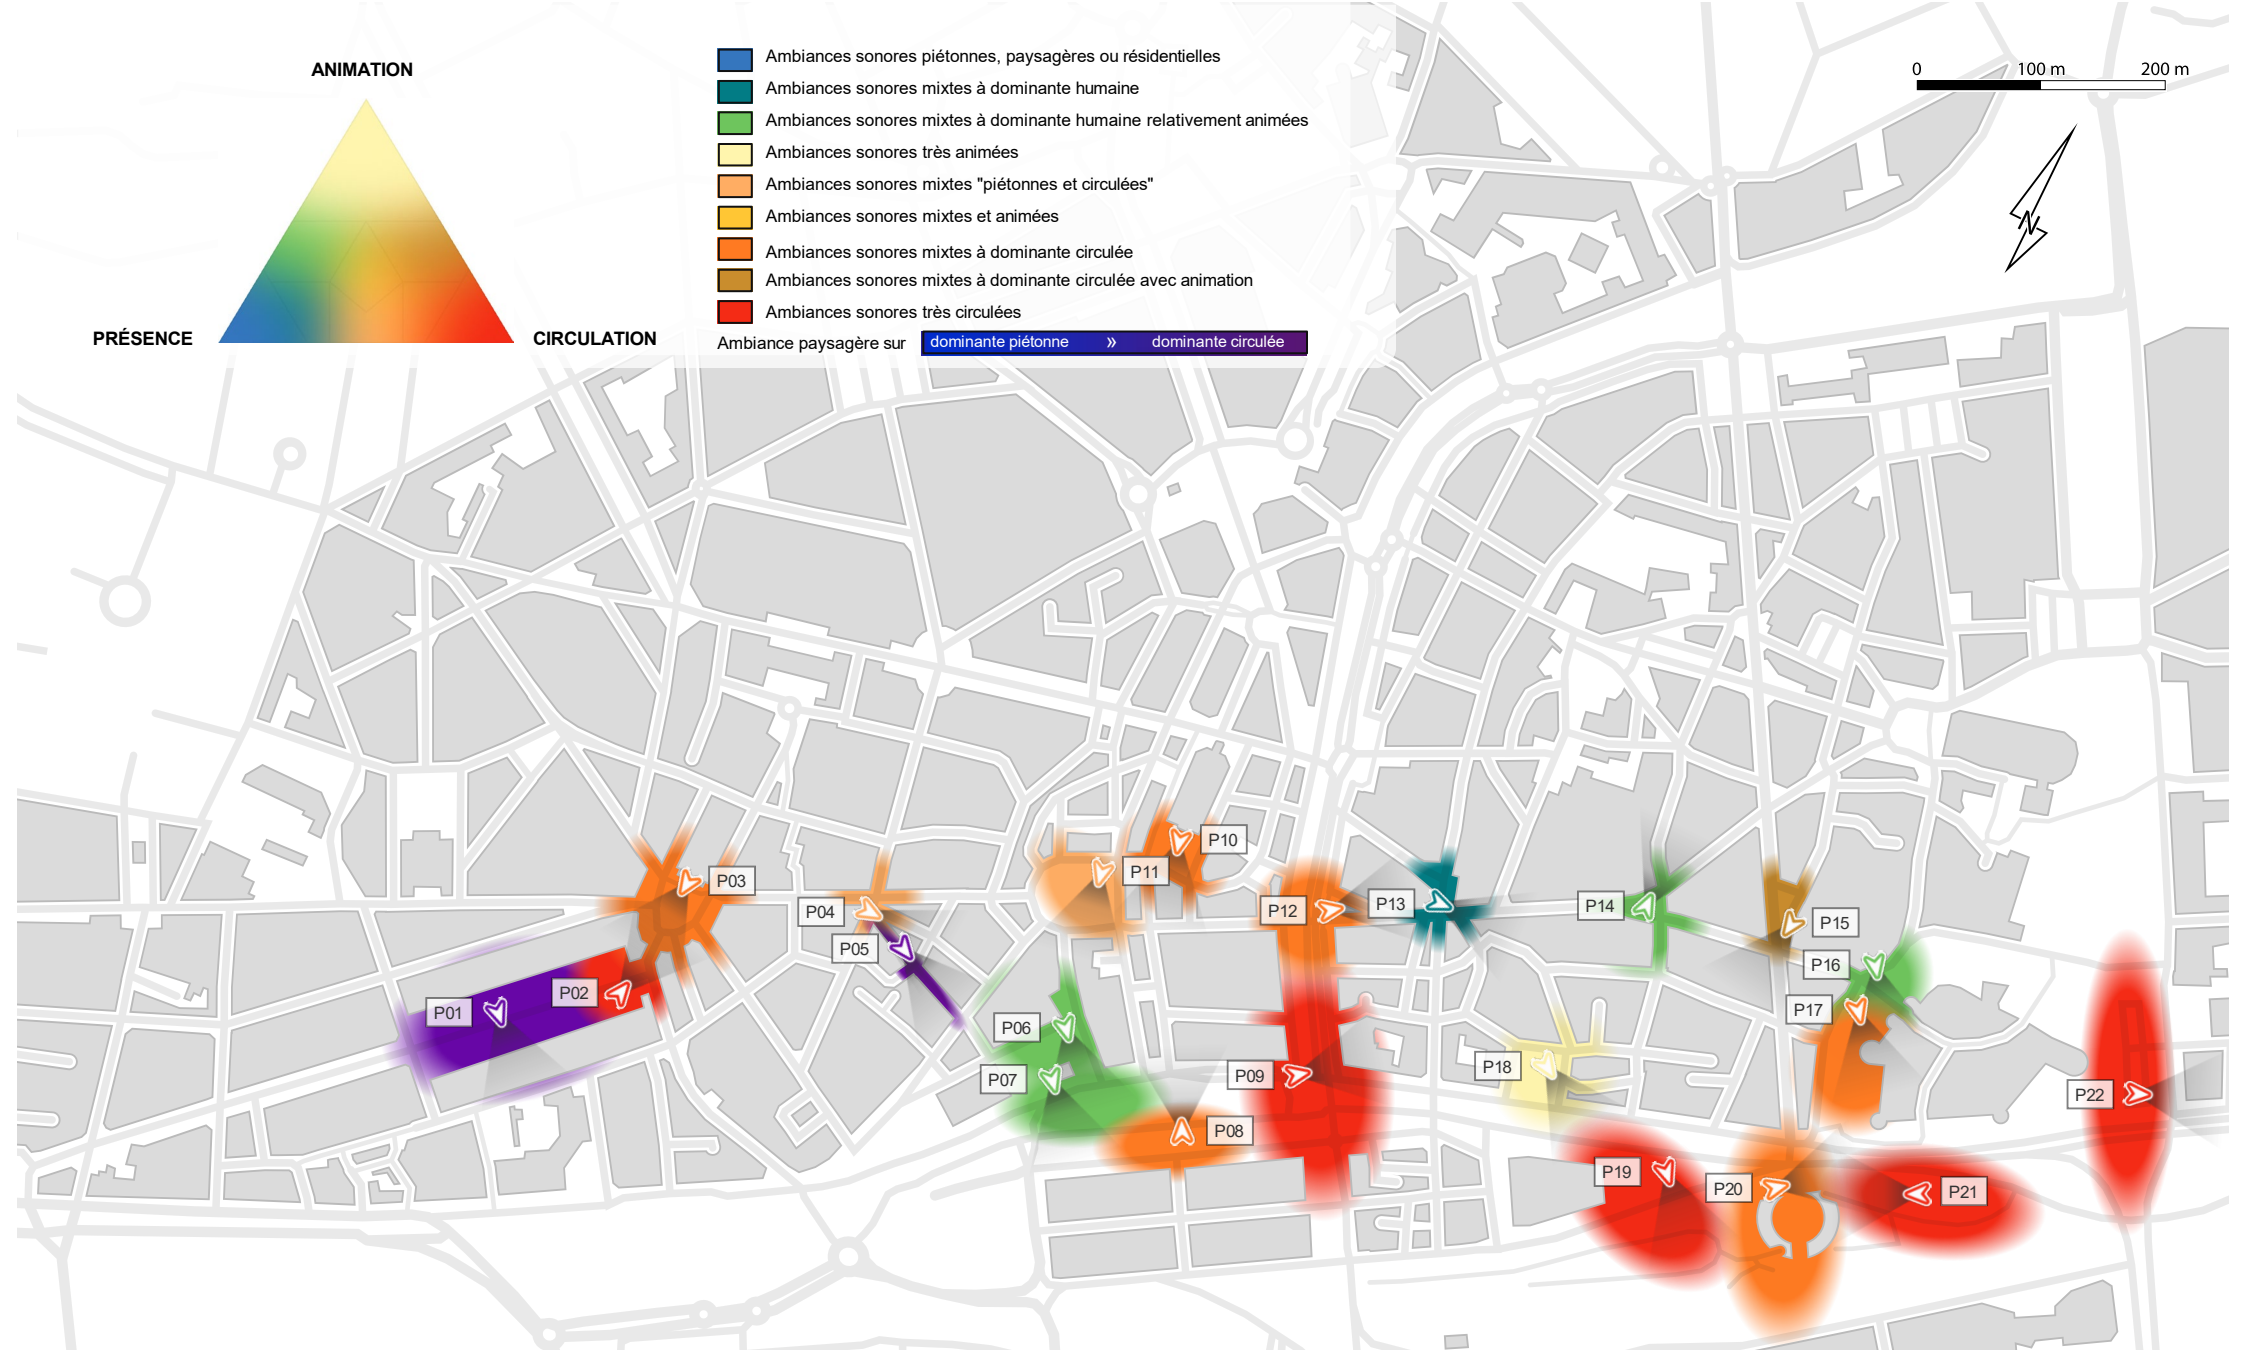 ANIMATION
PRÉSENCE
CIRCULATION
Ambiances sonores piétonnes, paysagères ou résidentielles
Ambiances sonores mixtes à dominante humaine
Ambiances sonores mixtes à dominante humaine relativement animées
Ambiances sonores très animées
Ambiances sonores mixtes "piétonnes et circulées"
Ambiances sonores mixtes et animées
Ambiances sonores mixtes à dominante circulée
Ambiances sonores mixtes à dominante circulée avec animation
Ambiances sonores très circulées
Ambiance paysagère sur dominante piétonne » dominante circulée
0 100 m 200 m
N
P10
P11
P03
P04
P12
P13
P14
P15
P05
P16
P02
P01
P17
P06
P18
P09
P07
P22
P08
P19
P20
P21